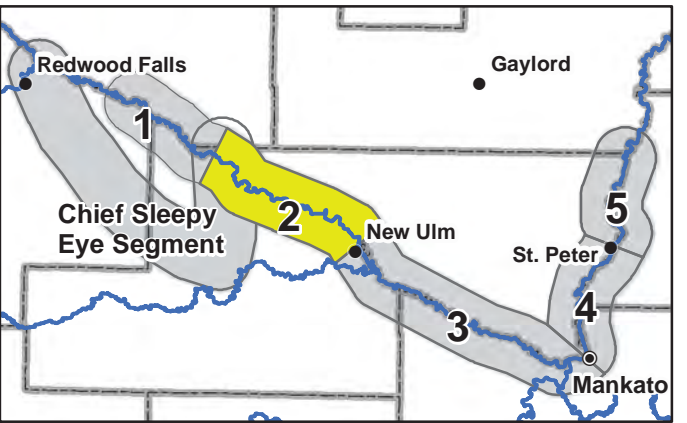 Redwood Falls
Gaylord
1
Chief Sleepy
Eye Segment
2
New Ulm
5
St. Peter
4
3
Mankato